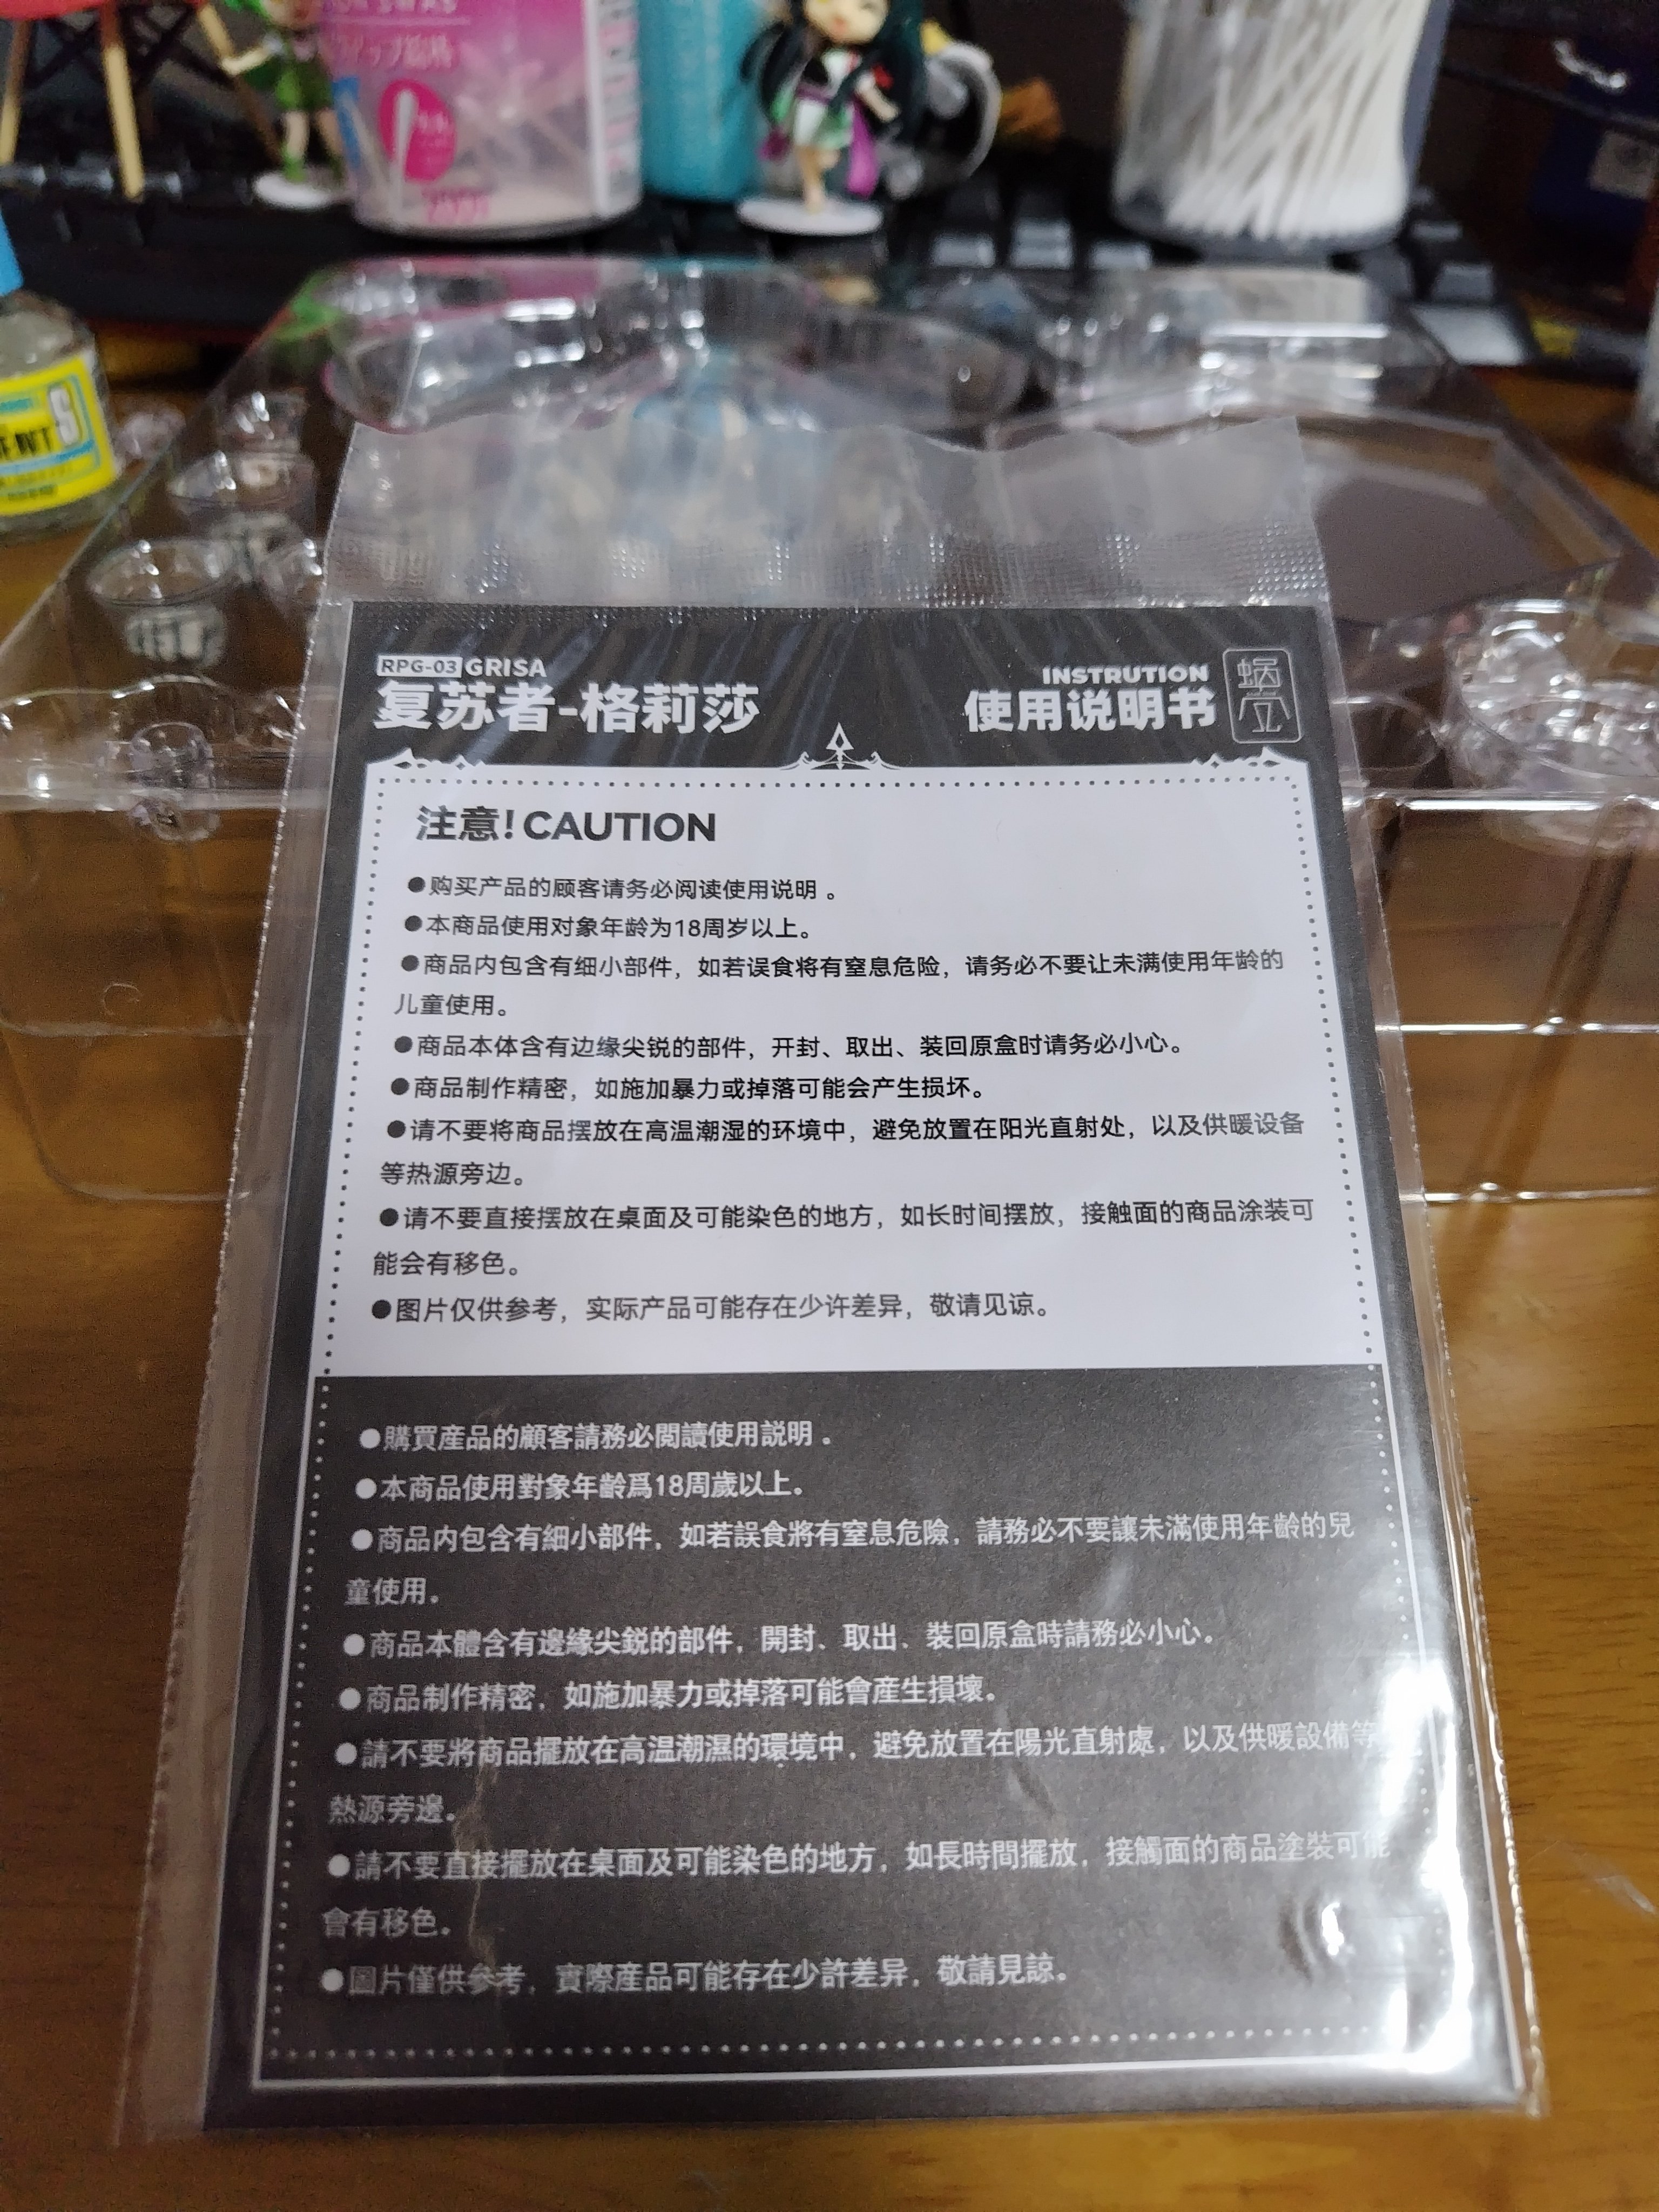 RPG-03 GRISA
复苏者-格莉莎
INSTRUTION
使用说明书
蜗之壳
注意! CAUTION
●购买产品的顾客请务必阅读使用说明 。
●本商品使用对象年龄为18周岁以上。
●商品内包含有细小部件，如若误食将有窒息危险，请务必不要让未满使用年龄的
儿童使用。
●商品本体含有边缘尖锐的部件，开封、取出、装回原盒时请务必小心。
●商品制作精密，如施加暴力或掉落可能会产生损坏。
●请不要将商品摆放在高温潮湿的环境中，避免放置在阳光直射处，以及供暖设备
等热源旁边。
●请不要直接摆放在桌面及可能染色的地方，如长时间摆放，接触面的商品涂装可
能会有移色。
●图片仅供参考，实际产品可能存在少许差异，敬请见谅。
●購買産品的顧客請務必閲讀使用説明 。
●本商品使用對象年齡爲18周歲以上。
●商品内包含有細小部件，如若誤食將有窒息危險，請務必不要讓未滿使用年齡的兒
童使用。
●商品本體含有邊緣尖鋭的部件，開封、取出、裝回原盒時請務必小心。
●商品制作精密，如施加暴力或掉落可能會産生損壞。
●請不要將商品擺放在高温潮濕的環境中，避免放置在陽光直射處，以及供暖設備等
熱源旁邊。
●請不要直接擺放在桌面及可能染色的地方，如長時間擺放，接觸面的商品塗裝可能
會有移色。
●圖片僅供參考，實際産品可能存在少許差异，敬請見諒。